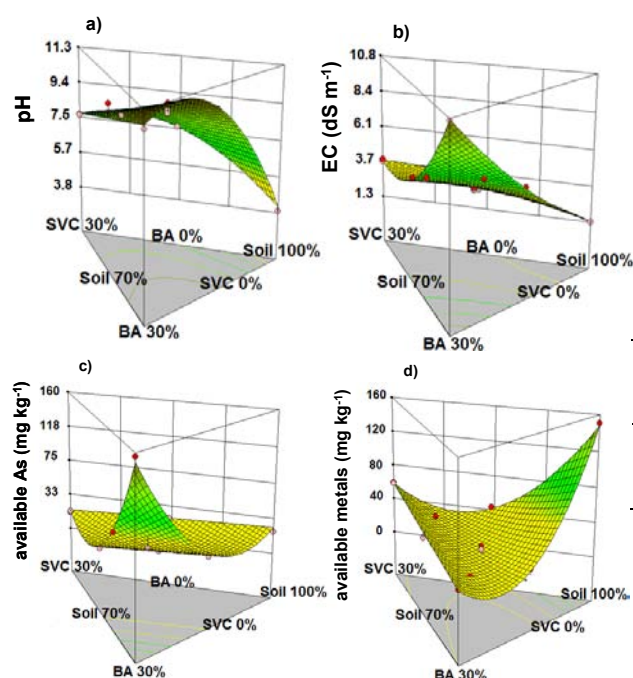 a)
11.3
9.4
7.5
5.7
3.8
pH
SVC 30%
BA 0%
Soil 100%
Soil 70%
SVC 0%
BA 30%
b)
10.8
8.4
6.1
3.7
1.3
EC (dS m⁻¹)
SVC 30%
BA 0%
Soil 100%
Soil 70%
SVC 0%
BA 30%
c)
160
118
75
33
available As (mg kg⁻¹)
SVC 30%
BA 0%
Soil 100%
Soil 70%
SVC 0%
BA 30%
d)
160
120
80
40
0
available metals (mg kg⁻¹)
SVC 30%
Soil 100%
Soil 70%
SVC 0%
BA 30%